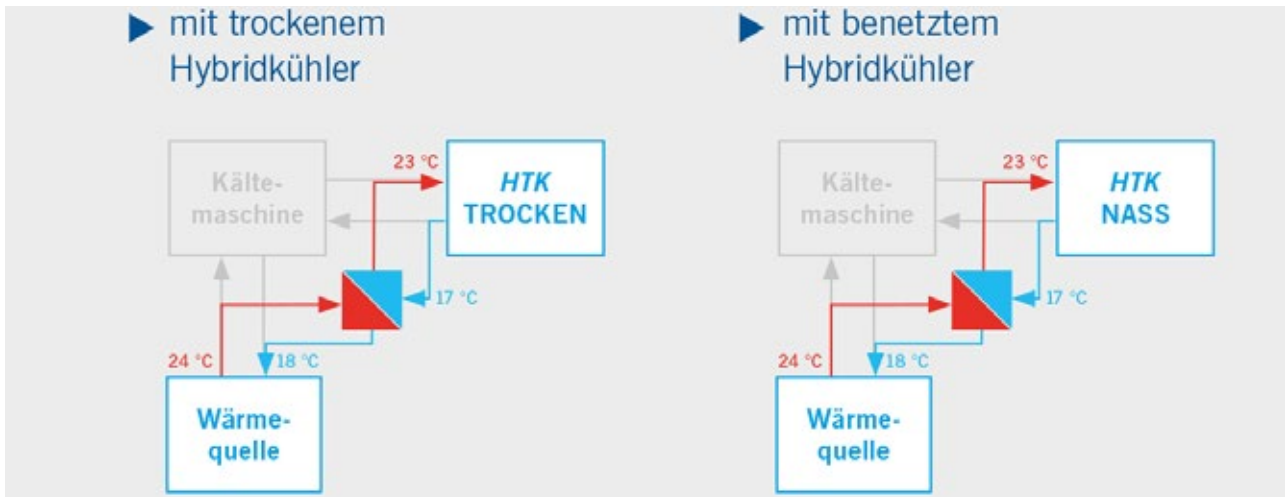 ▶ mit trockenem
Hybridkühler
Kälte-
maschine
23 °C
HTK
TROCKEN
17 °C
24 °C
18 °C
Wärme-
quelle
▶ mit benetztem
Hybridkühler
Kälte-
maschine
23 °C
HTK
NASS
17 °C
24 °C
18 °C
Wärme-
quelle